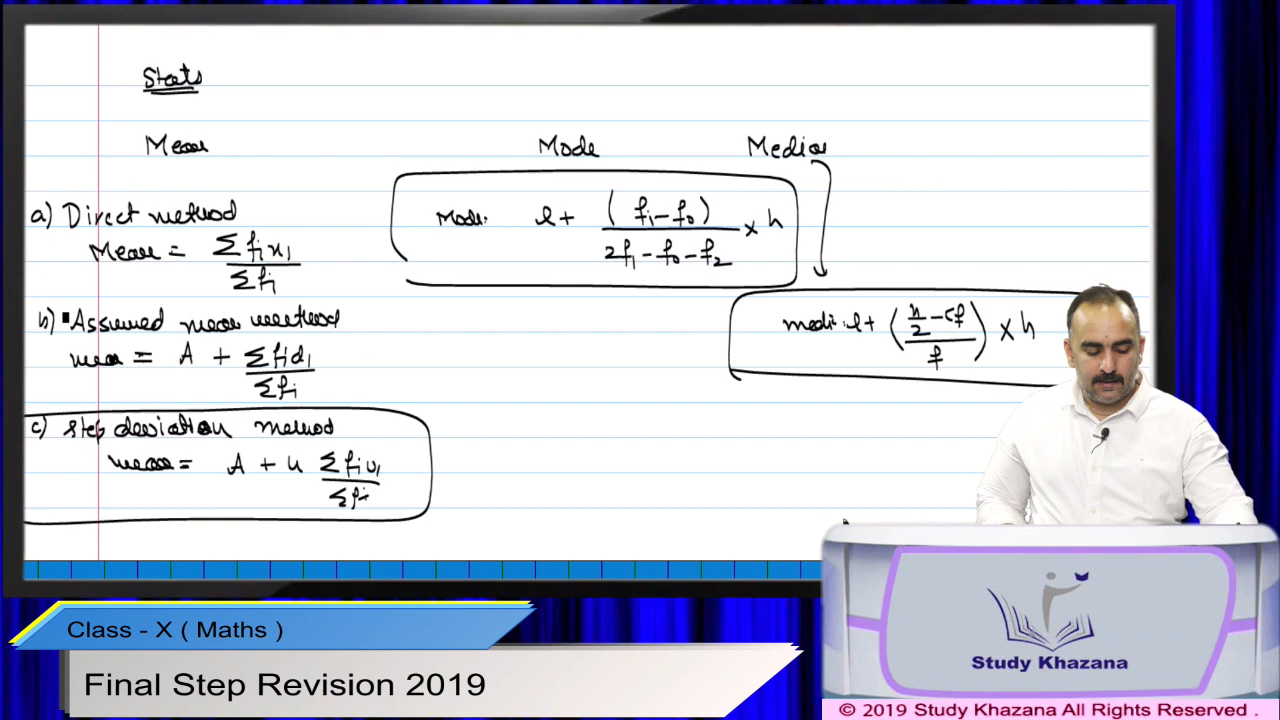 Stats
Mean
Mode
Median
a) Direct method
Mean = Σfixi / Σfi
b) Assumed mean method
mean = A + Σfidi / Σfi
c) step deviation method
mean = A + h Σfiui / Σfi
Mode: l + (f1 - f0) / 2f1 - f0 - f2 × h
medi: l + (n/2 - cf / f) × h
Class - X ( Maths )
Final Step Revision 2019
Study Khazana
© 2019 Study Khazana All Rights Reserved .